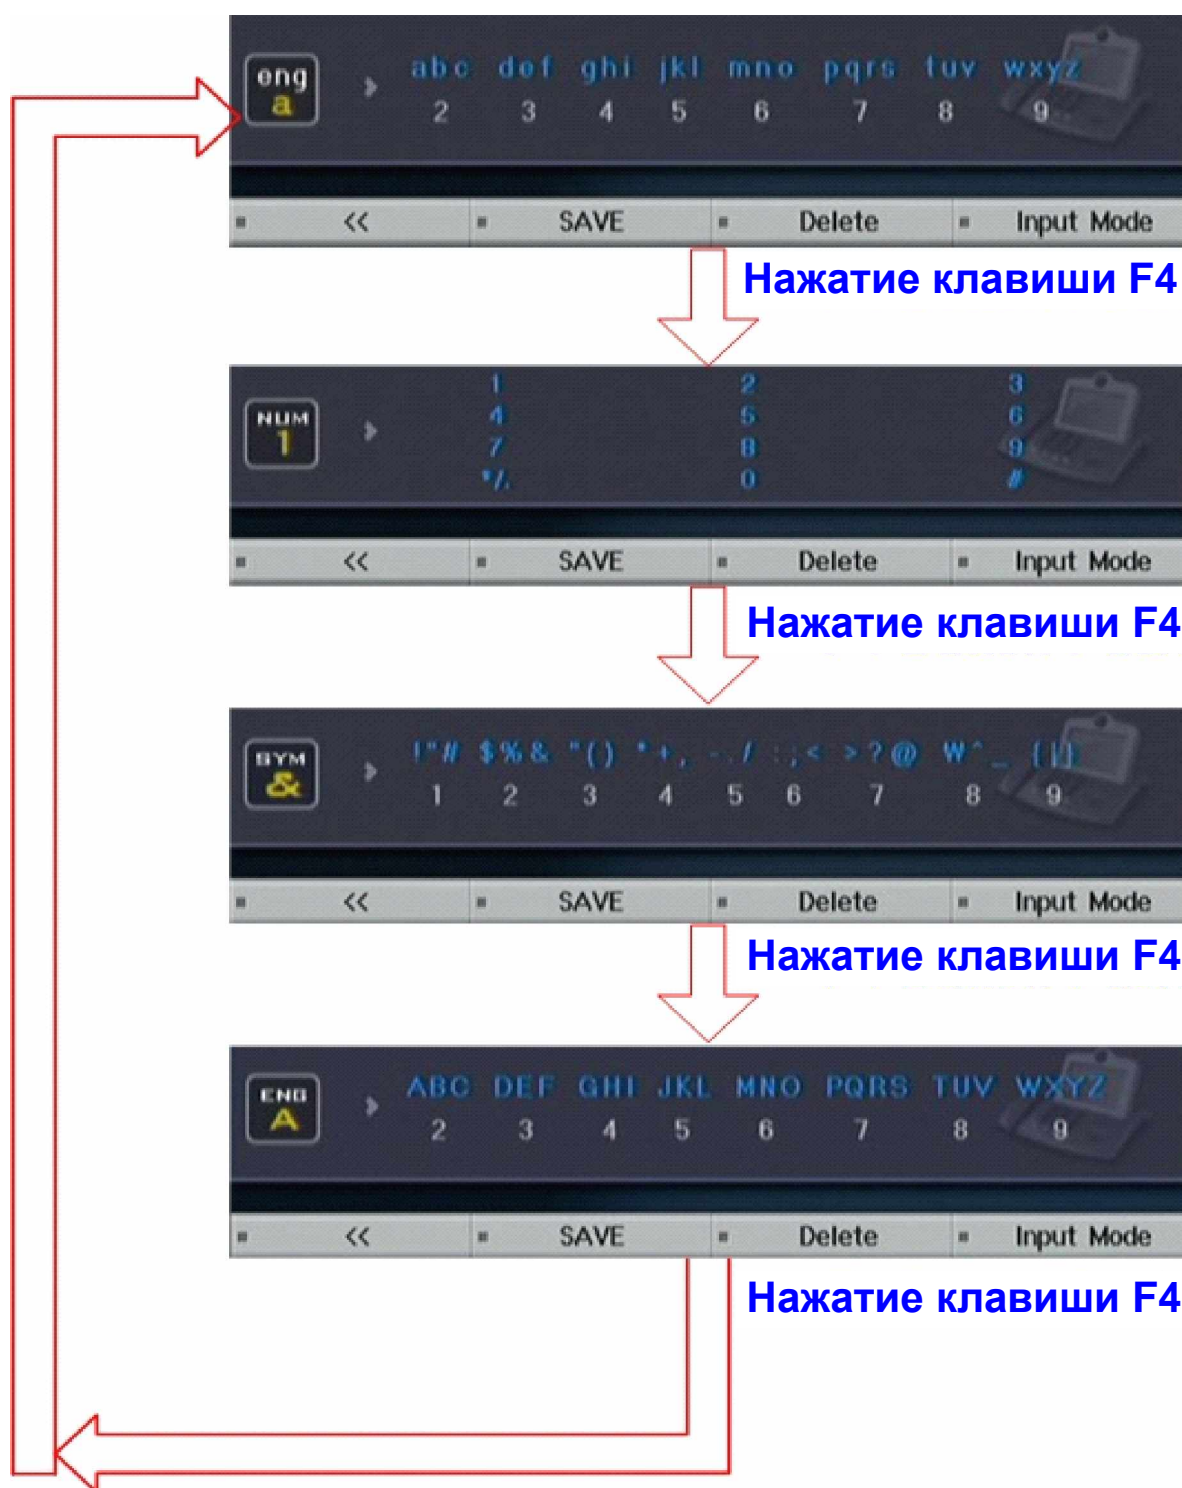 eng abc def ghi jkl mno pqrs tuv wxyz
a 2 3 4 5 6 7 8 9
<< SAVE Delete Input Mode
Нажатие клавиши F4
1 2 3
NUM 4 5 6
1 7 8 9
*/. 0 #
<< SAVE Delete Input Mode
Нажатие клавиши F4
SYM !"# $%& "() *+, -./ :;< >?@ W^_ {|}
& 1 2 3 4 5 6 7 8 9
<< SAVE Delete Input Mode
Нажатие клавиши F4
ENG ABC DEF GHI JKL MNO PQRS TUV WXYZ
A 2 3 4 5 6 7 8 9
<< SAVE Delete Input Mode
Нажатие клавиши F4